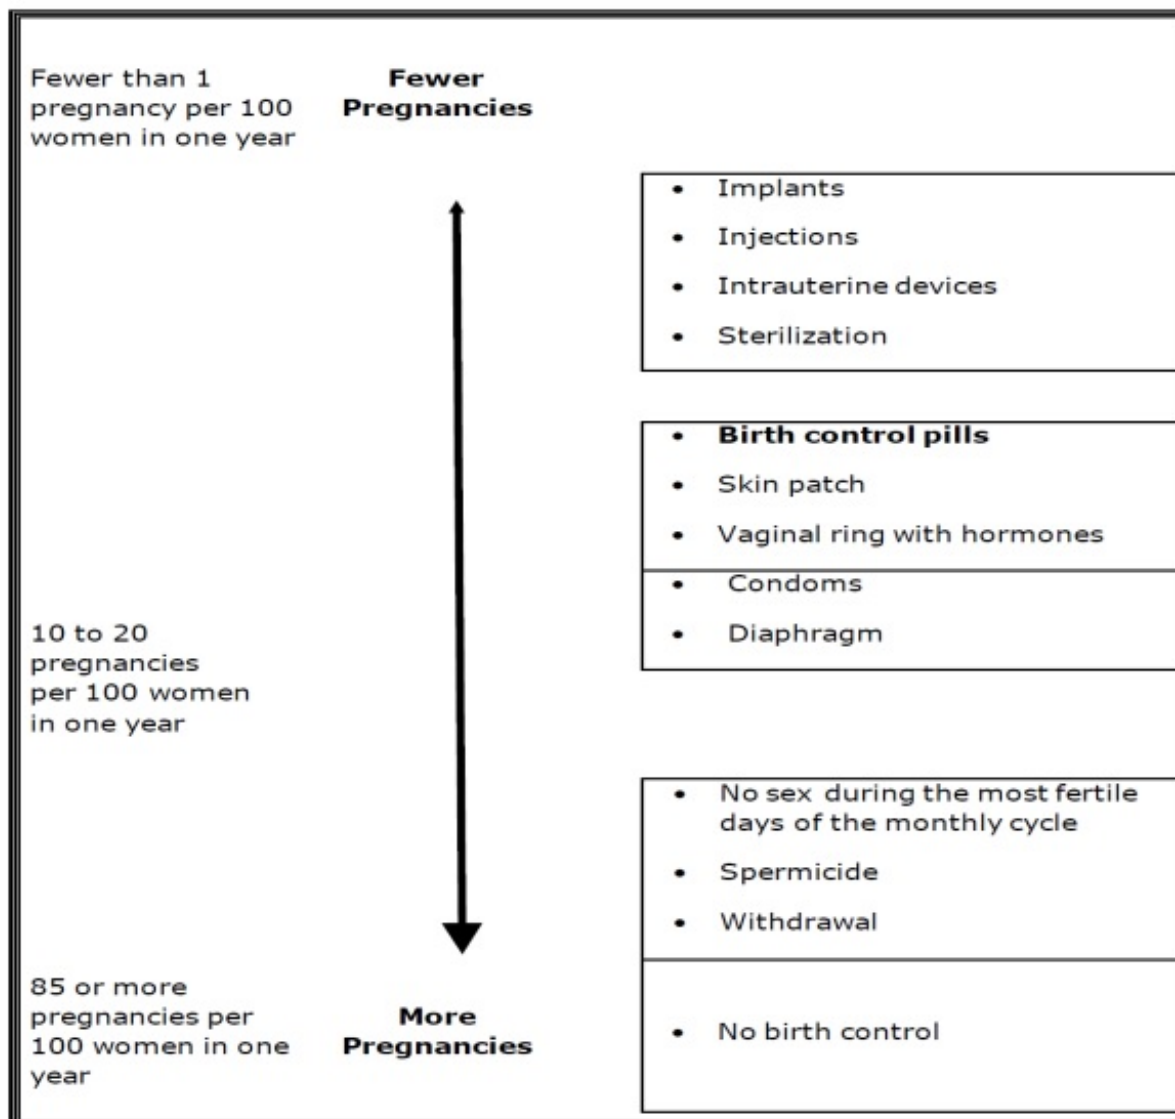 Fewer than 1
pregnancy per 100
women in one year
Fewer
Pregnancies
• Implants
• Injections
• Intrauterine devices
• Sterilization
• Birth control pills
• Skin patch
• Vaginal ring with hormones
• Condoms
• Diaphragm
10 to 20
pregnancies
per 100 women
in one year
• No sex during the most fertile
days of the monthly cycle
• Spermicide
• Withdrawal
85 or more
pregnancies per
100 women in one
year
More
Pregnancies
• No birth control